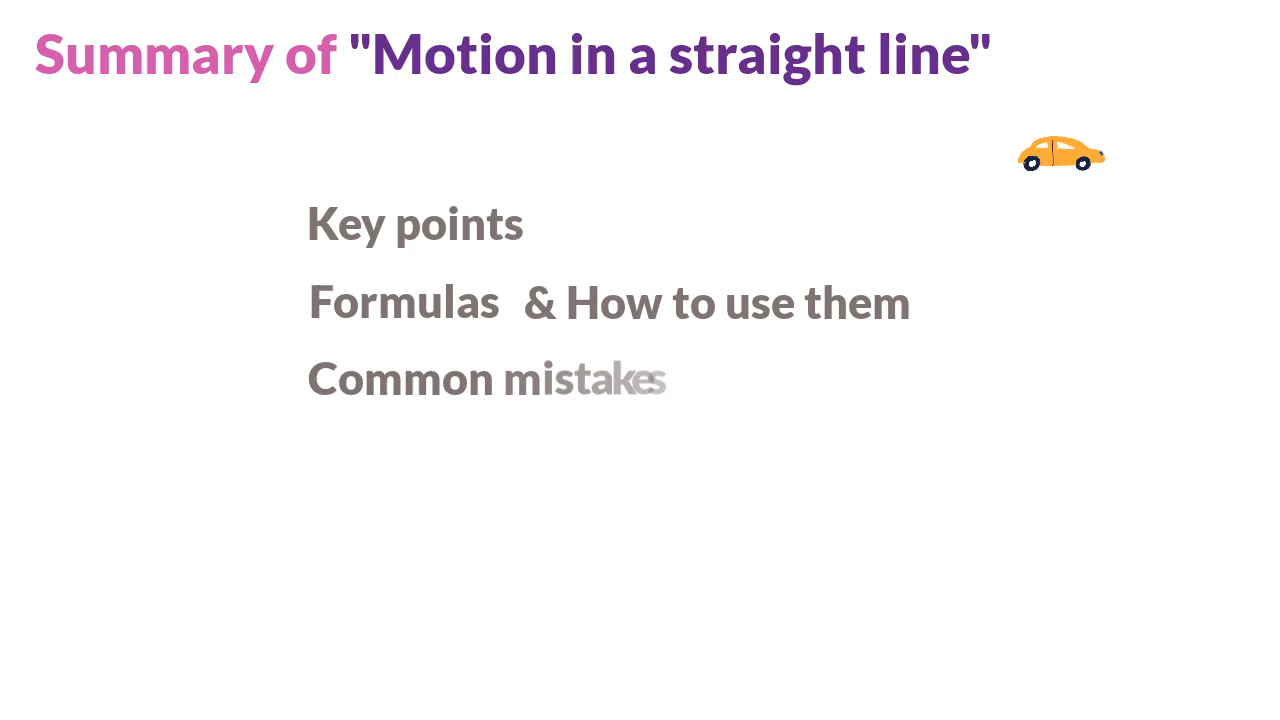 Summary of "Motion in a straight line"
Key points
Formulas & How to use them
Common mistakes